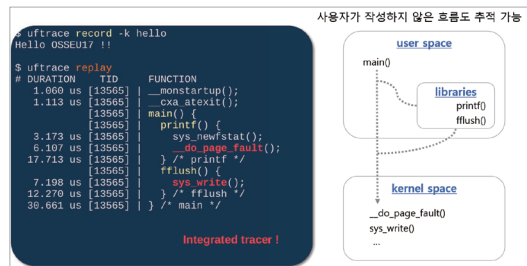 사용자가 작성하지 않은 흐름도 추적 가능
$ uftrace record -k hello
Hello OSSEU17 !!
$ uftrace replay
# DURATION TID FUNCTION
1.060 us [13565] | __monstartup();
1.113 us [13565] | __cxa_atexit();
[13565] | main() {
[13565] | printf() {
3.173 us [13565] | sys_newfstat();
6.107 us [13565] | __do_page_fault();
17.713 us [13565] | } /* printf */
[13565] | fflush() {
7.198 us [13565] | sys_write();
12.270 us [13565] | } /* fflush */
30.661 us [13565] | } /* main */
Integrated tracer !
user space
main()
libraries
printf()
fflush()
kernel space
__do_page_fault()
sys_write()
...